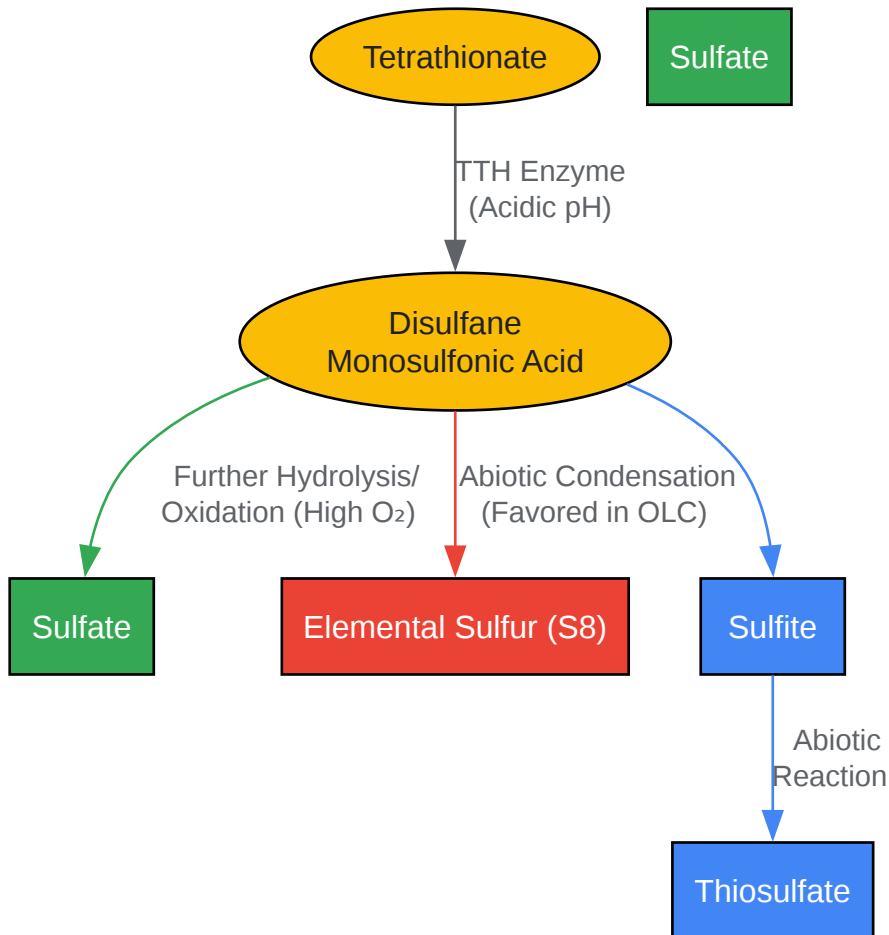 Tetrathionate
Sulfate
TTH Enzyme
(Acidic pH)
Disulfane
Monosulfonic Acid
Further Hydrolysis/
Oxidation (High O₂)
Abiotic Condensation
(Favored in OLC)
Sulfate
Elemental Sulfur (S8)
Sulfite
Abiotic
Reaction
Thiosulfate